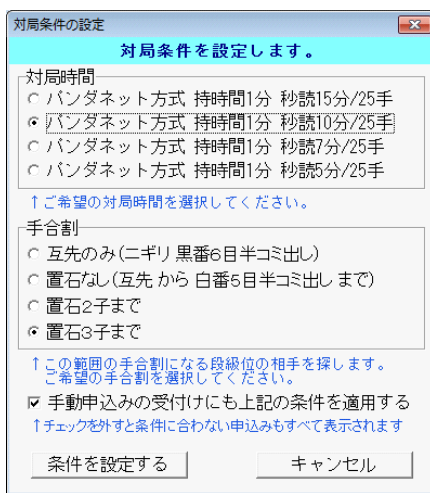 対局条件の設定
対局条件を設定します。
対局時間
パンダネット方式 持時間1分 秒読15分/25手
パンダネット方式 持時間1分 秒読10分/25手
パンダネット方式 持時間1分 秒読7分/25手
パンダネット方式 持時間1分 秒読5分/25手
↑ご希望の対局時間を選択してください。
手合割
互先のみ(ニギリ 黒番6目半コミ出し)
置石なし(互先 から 白番5目半コミ出し まで)
置石2子まで
置石3子まで
↑この範囲の手合割になる段級位の相手を探します。
ご希望の手合割を選択してください。
手動申込みの受付けにも上記の条件を適用する
↑チェックを外すと条件に合わない申込みもすべて表示されます
条件を設定する
キャンセル